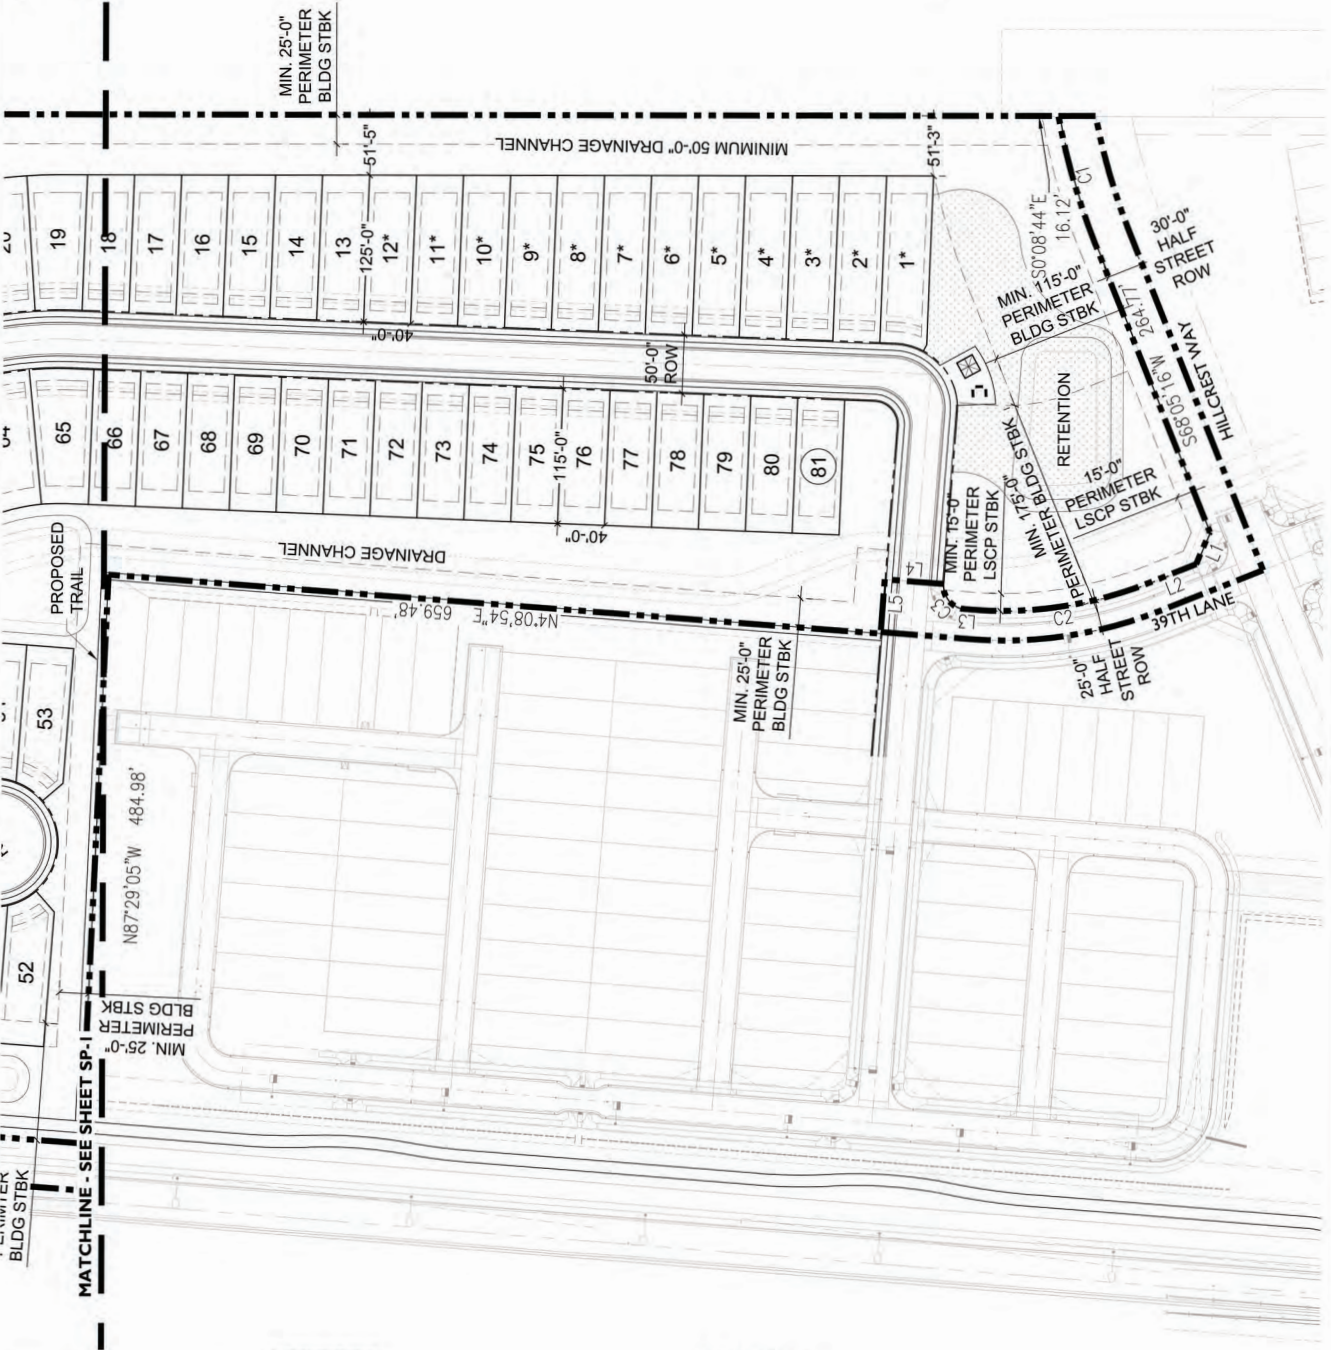 MIN. 25'-0"
PERIMETER
BLDG STBK
MINIMUM 50'-0" DRAINAGE CHANNEL
51'-5"
51'-3"
19
18
17
16
15
14
13
125'-0"
12*
11*
10*
9*
8*
7*
6*
5*
4*
3*
2*
1*
40'-0"
50'-0"
ROW
65
66
67
68
69
70
71
72
73
74
75
115'-0"
76
77
78
79
80
81
40'-0"
C1
S0°08'44"E
16.12'
30'-0"
HALF
STREET
ROW
MIN. 115'-0"
PERIMETER
BLDG STBK
S68°05'16"W 264.77'
HILLCREST WAY
RETENTION
15'-0"
PERIMETER
LSCP STBK
MIN. 175'-0"
PERIMETER BLDG STBK
MIN. 15'-0"
PERIMETER
LSCP STBK
L1
L2
L3
L4
L5
C2
C3
39TH LANE
25'-0"
HALF
STREET
ROW
PROPOSED
TRAIL
DRAINAGE CHANNEL
N4°08'54"E 659.48'
MIN. 25'-0"
PERIMETER
BLDG STBK
53
52
N87°29'05"W 484.98'
MIN. 25'-0"
PERIMETER
BLDG STBK
MATCHLINE - SEE SHEET SP-1
BLDG STBK